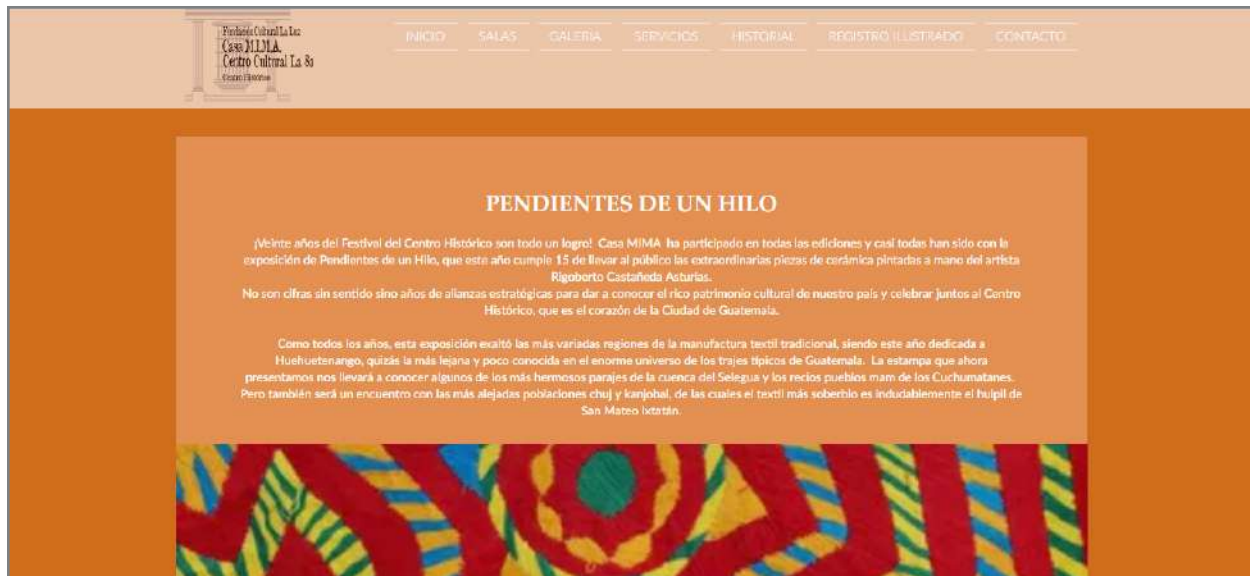 Fundación Cultural La Luz
Casa M.I.M.A.
Centro Cultural La 8a
Centro Histórico
INICIO SALAS GALERIA SERVICIOS HISTORIAL REGISTRO ILUSTRADO CONTACTO
PENDIENTES DE UN HILO
¡Veinte años del Festival del Centro Histórico son todo un logro! Casa MIMA ha participado en todas las ediciones y casi todas han sido con la
exposición de Pendientes de un Hilo, que este año cumple 15 de llevar al público las extraordinarias piezas de cerámica pintadas a mano del artista
Rigoberto Castañeda Asturias.
No son cifras sin sentido sino años de alianzas estratégicas para dar a conocer el rico patrimonio cultural de nuestro país y celebrar juntos al Centro
Histórico, que es el corazón de la Ciudad de Guatemala.
Como todos los años, esta exposición exaltó las más variadas regiones de la manufactura textil tradicional, siendo este año dedicada a
Huehuetenango, quizás la más lejana y poco conocida en el enorme universo de los trajes típicos de Guatemala. La estampa que ahora
presentamos nos llevará a conocer algunos de los más hermosos parajes de la cuenca del Selegua y los recios pueblos mam de los Cuchumatanes.
Pero también será un encuentro con las más alejadas poblaciones chuj y kanjobal, de las cuales el textil más soberbio es indudablemente el huipil de
San Mateo Ixtatán.